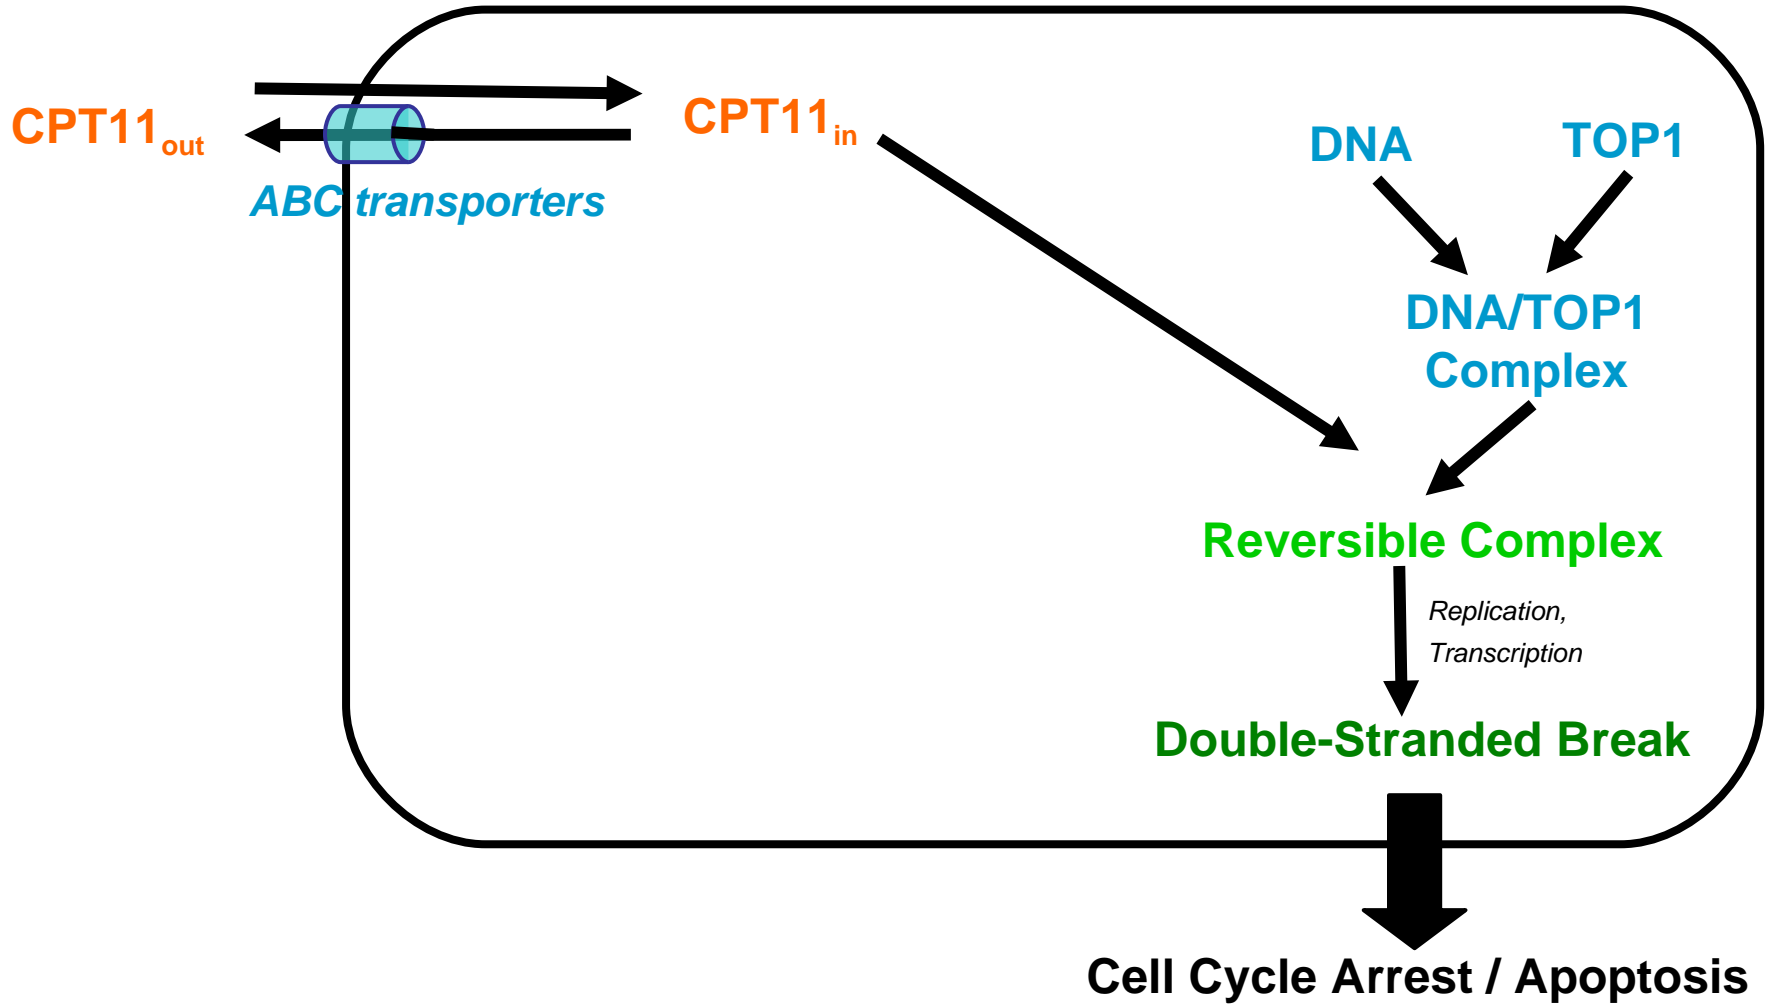 CPT11out
CPT11in
DNA
TOP1
ABC transporters
DNA/TOP1
Complex
Reversible Complex
Replication,
Transcription
Double-Stranded Break
Cell Cycle Arrest / Apoptosis